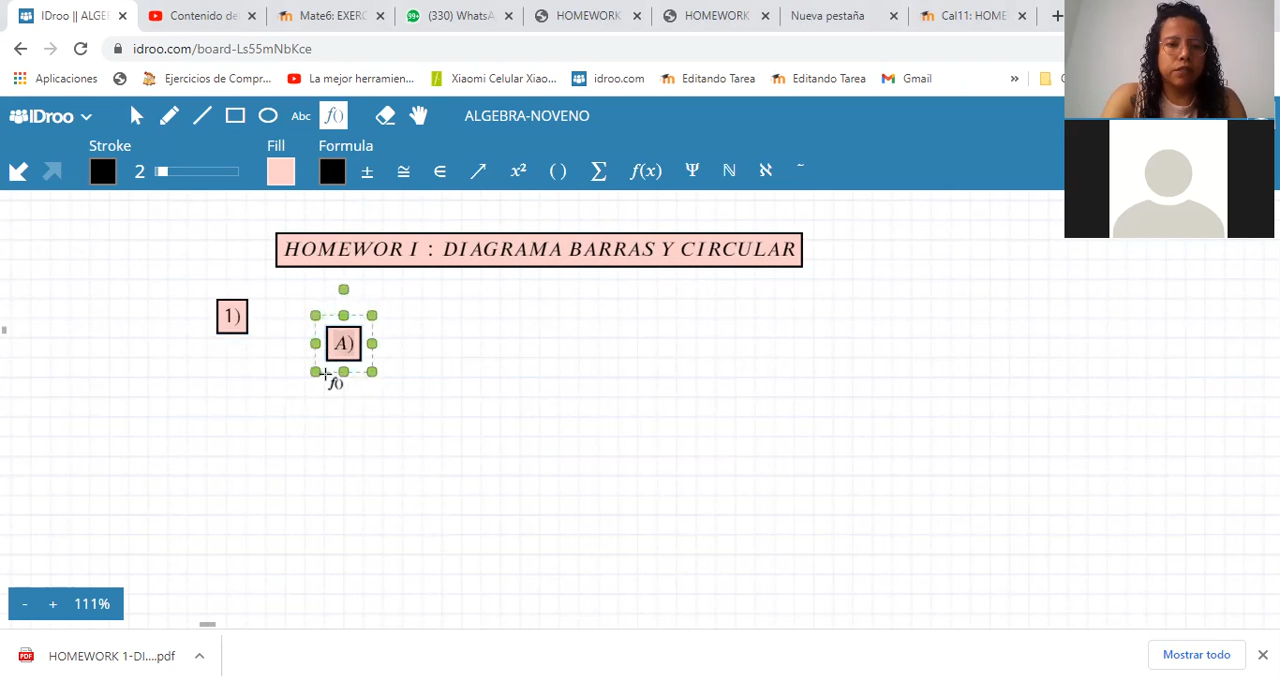 IDroo || ALGE
Contenido de
Mate6: EXER
(330) WhatsA
HOMEWORK
HOMEWORK
Nueva pestaña
Cal11: HOME
idroo.com/board-Ls55mNbKce
Aplicaciones
Ejercicios de Compr...
La mejor herramien...
Xiaomi Celular Xiao...
idroo.com
Editando Tarea
Editando Tarea
Gmail
»
IDroo
Abc
f()
ALGEBRA-NOVENO
Stroke
Fill
Formula
2
± ≅ ∈ x² ( ) ∑ f(x) Ψ ℕ ℵ ~
HOMEWOR I : DIAGRAMA BARRAS Y CIRCULAR
1)
A)
f()
- + 111%
HOMEWORK 1-DI....pdf
Mostrar todo